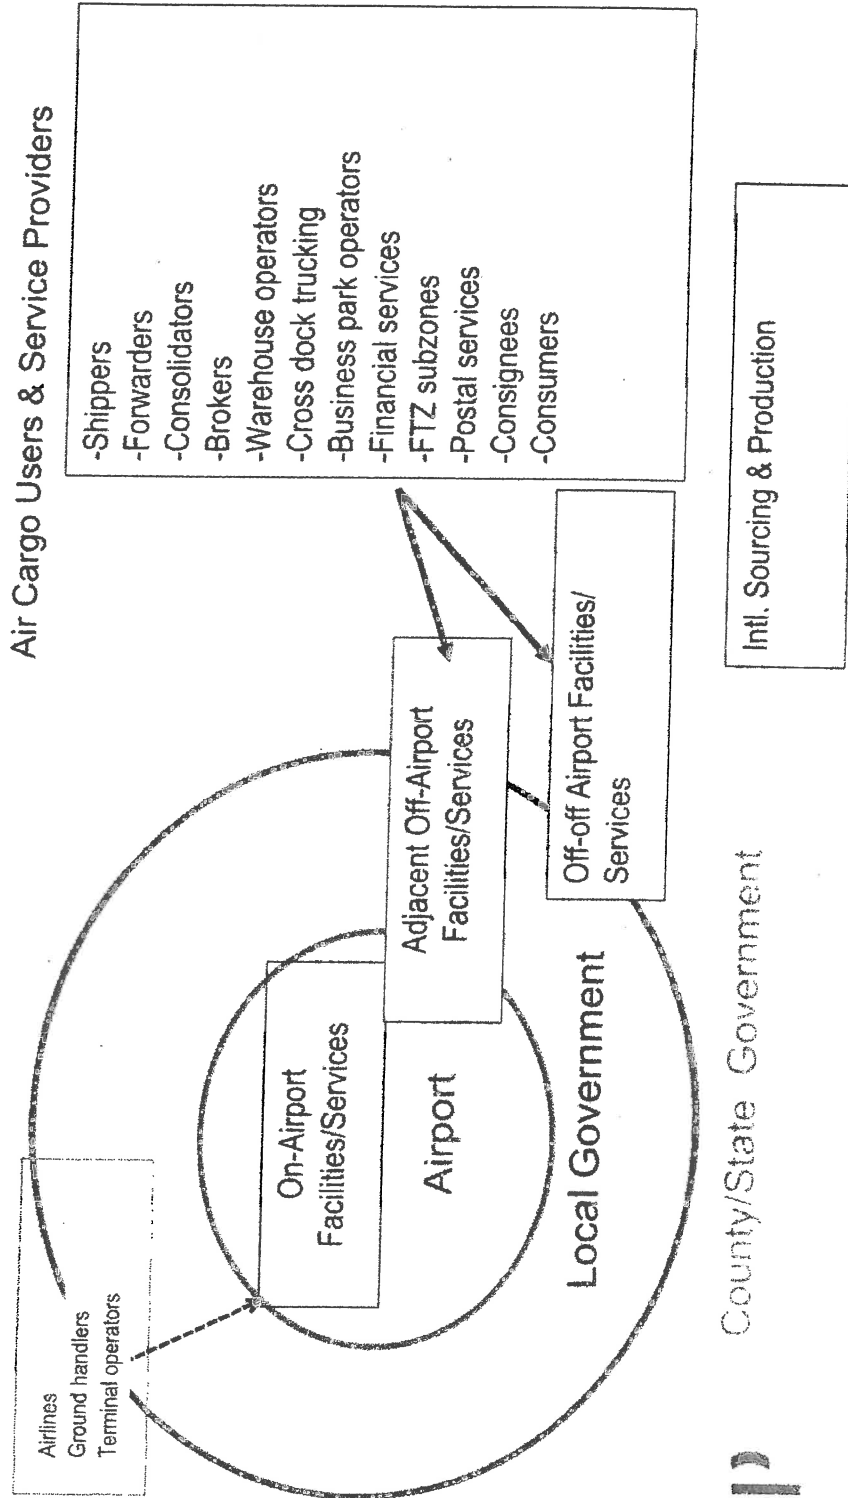 Air Cargo Users & Service Providers
Airlines
Ground handlers
Terminal operators
-Shippers
-Forwarders
-Consolidators
-Brokers
-Warehouse operators
-Cross dock trucking
-Business park operators
-Financial services
-FTZ subzones
-Postal services
-Consignees
-Consumers
On-Airport
Facilities/Services
Adjacent Off-Airport
Facilities/Services
Airport
Off-off Airport Facilities/
Services
Local Government
County/State Government
Intl. Sourcing & Production